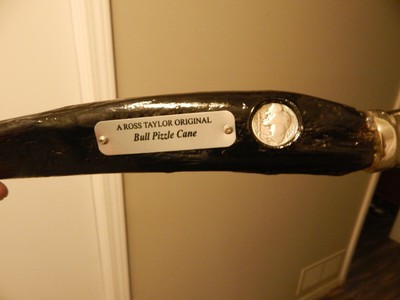 A ROSS TAYLOR ORIGINAL
Bull Pizzle Cane